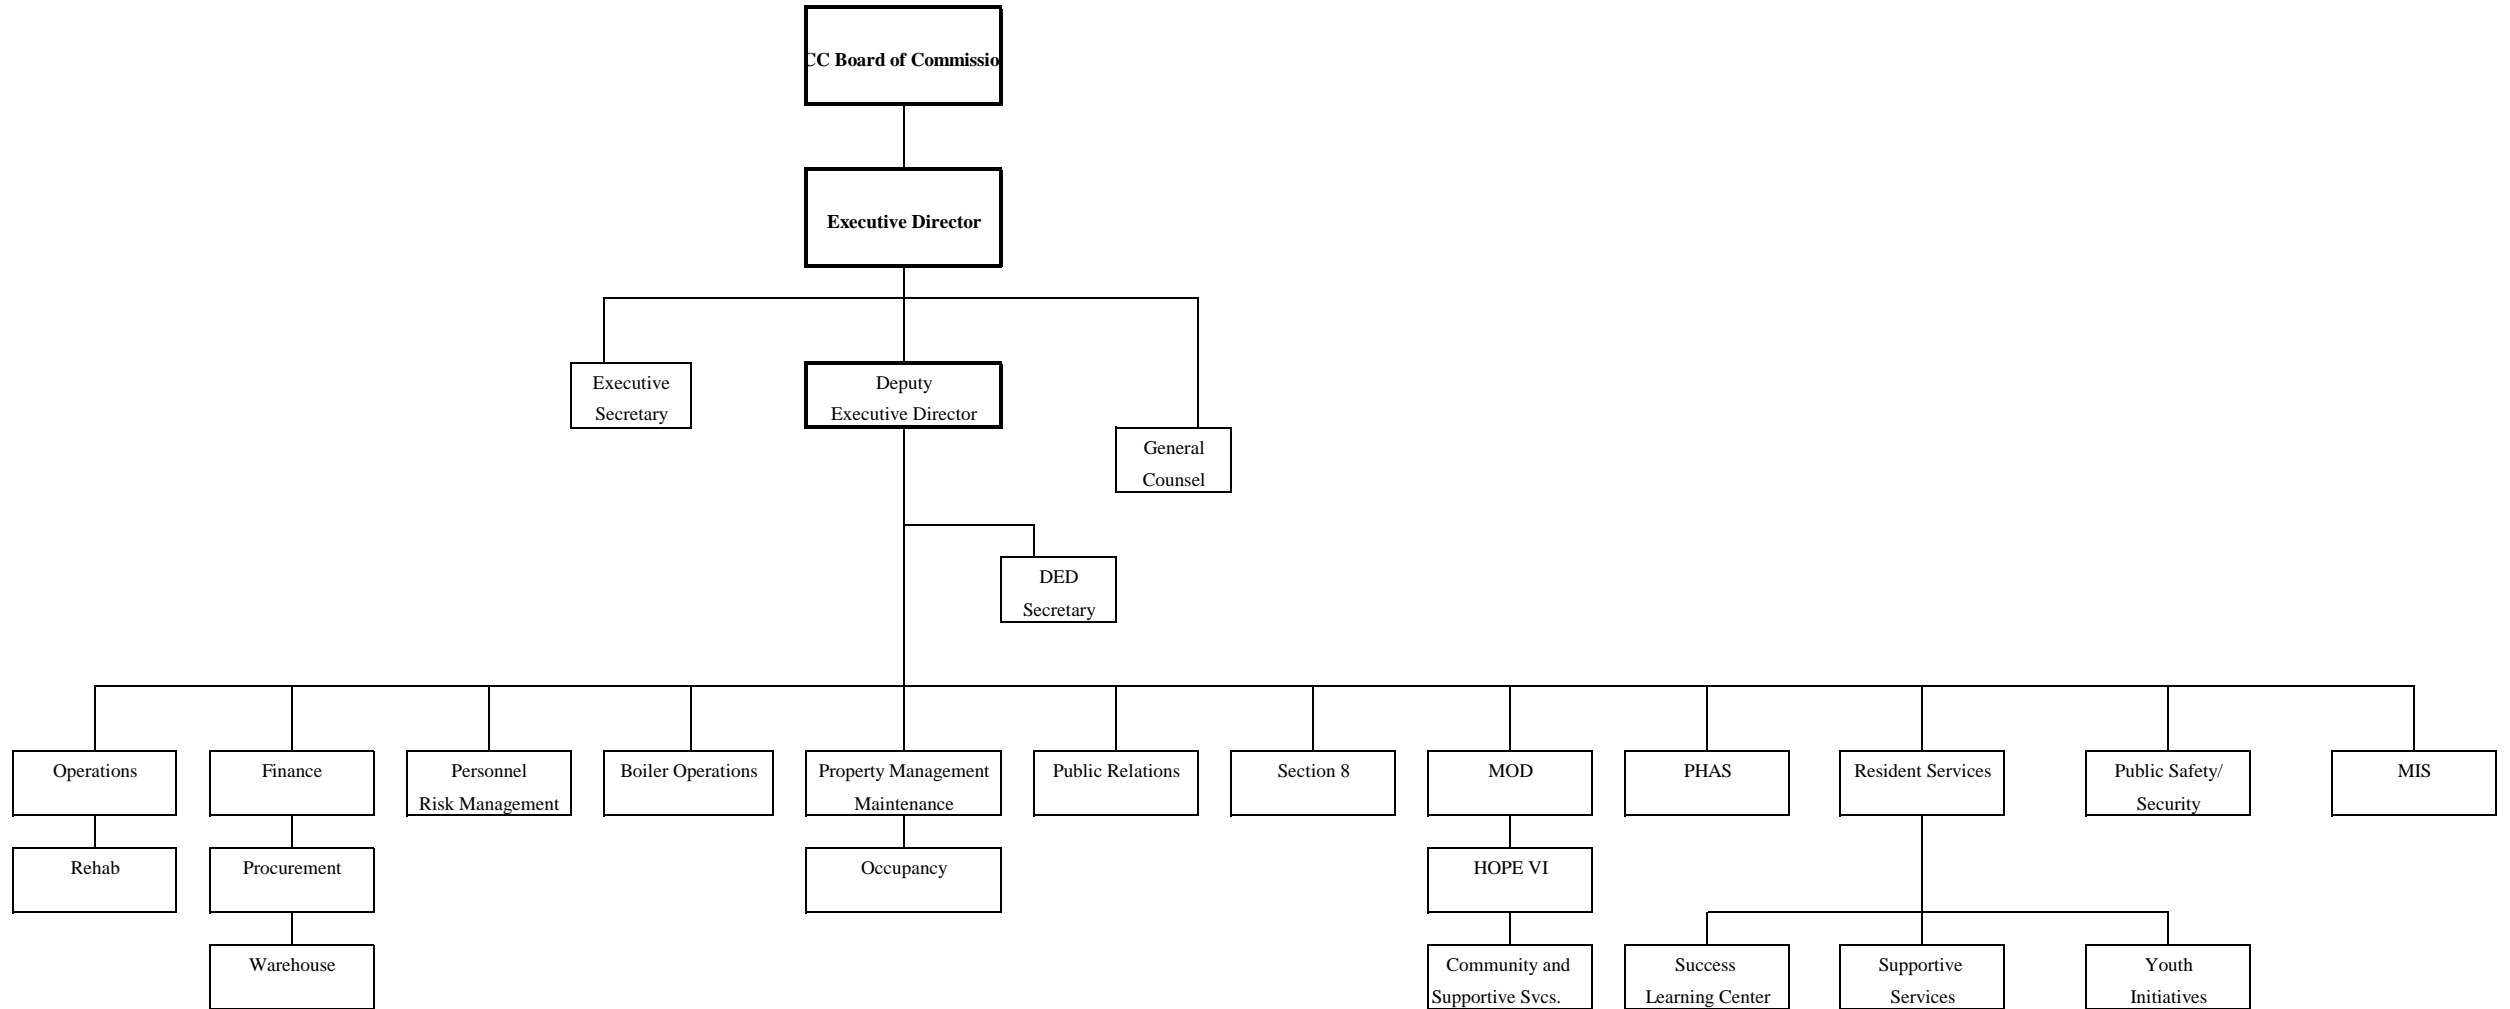 CC Board of Commissio
Executive Director
Executive
Secretary
Deputy
Executive Director
General
Counsel
DED
Secretary
Operations
Finance
Personnel
Risk Management
Boiler Operations
Property Management
Maintenance
Public Relations
Section 8
MOD
PHAS
Resident Services
Public Safety/
Security
MIS
Rehab
Procurement
Occupancy
HOPE VI
Warehouse
Community and
Supportive Svcs.
Success
Learning Center
Supportive
Services
Youth
Initiatives